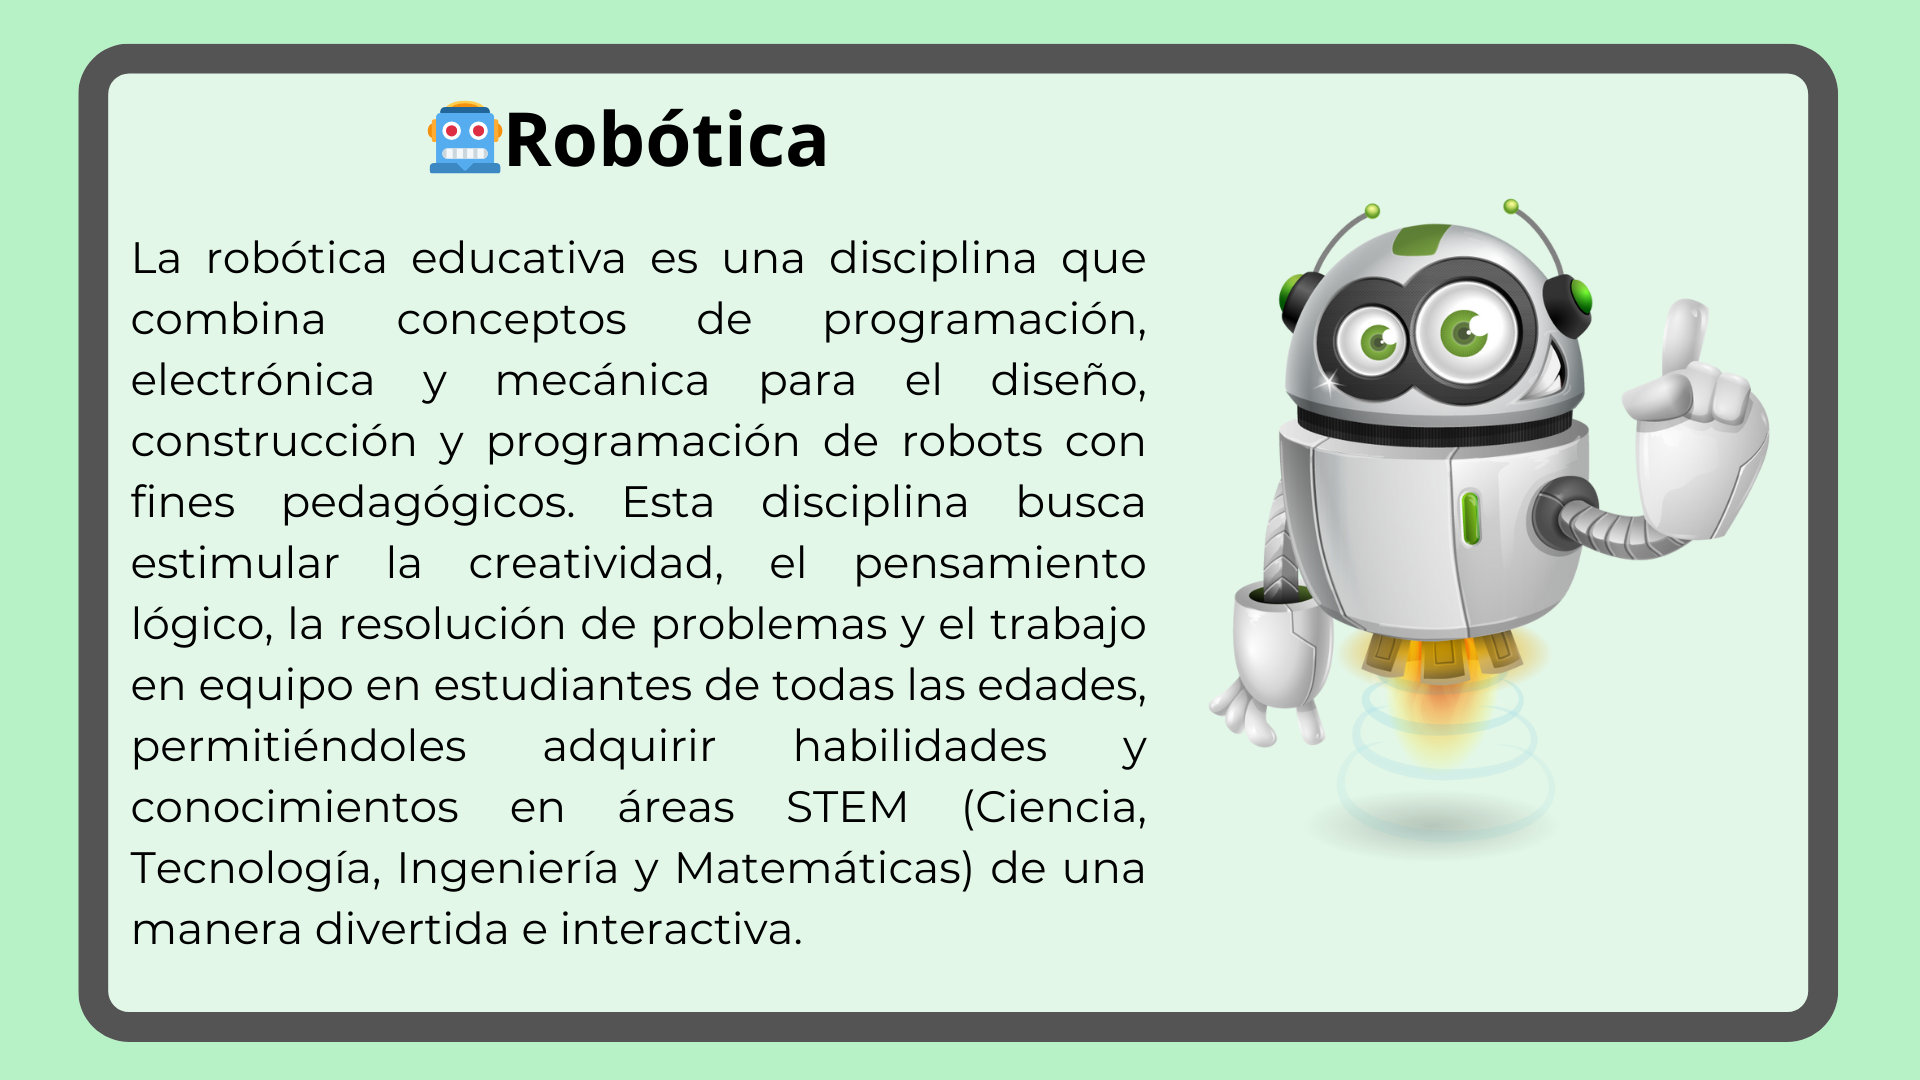 Robótica
La robótica educativa es una disciplina que
combina conceptos de programación,
electrónica y mecánica para el diseño,
construcción y programación de robots con
fines pedagógicos. Esta disciplina busca
estimular la creatividad, el pensamiento
lógico, la resolución de problemas y el trabajo
en equipo en estudiantes de todas las edades,
permitiéndoles adquirir habilidades y
conocimientos en áreas STEM (Ciencia,
Tecnología, Ingeniería y Matemáticas) de una
manera divertida e interactiva.